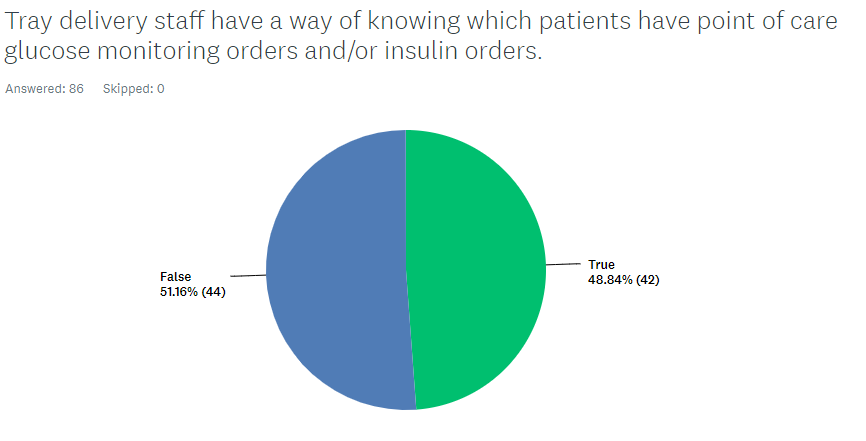 Tray delivery staff have a way of knowing which patients have point of care
glucose monitoring orders and/or insulin orders.
Answered: 86 Skipped: 0
False
51.16% (44)
True
48.84% (42)